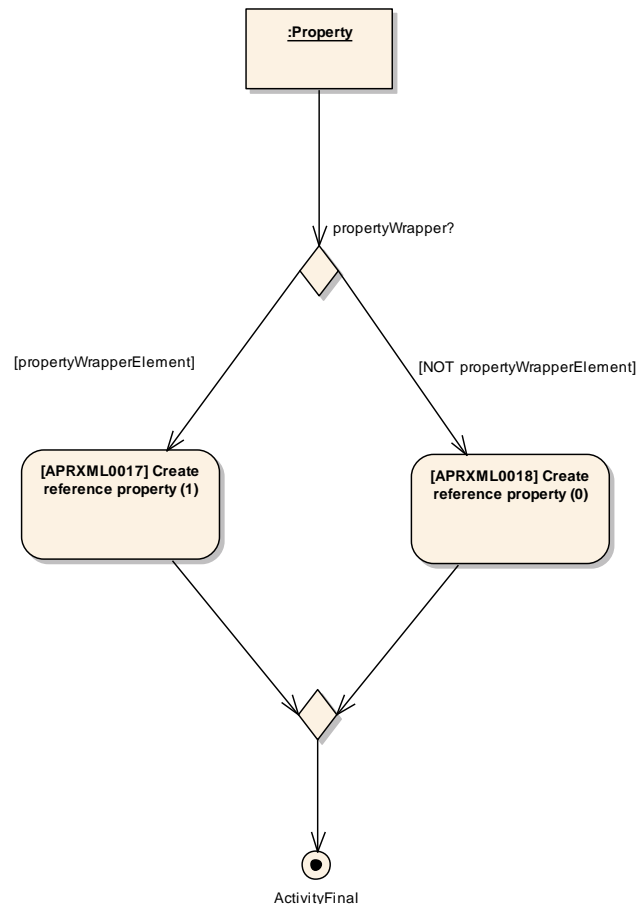 :Property
propertyWrapper?
[propertyWrapperElement]
[NOT propertyWrapperElement]
[APRXML0017] Create
reference property (1)
[APRXML0018] Create
reference property (0)
ActivityFinal